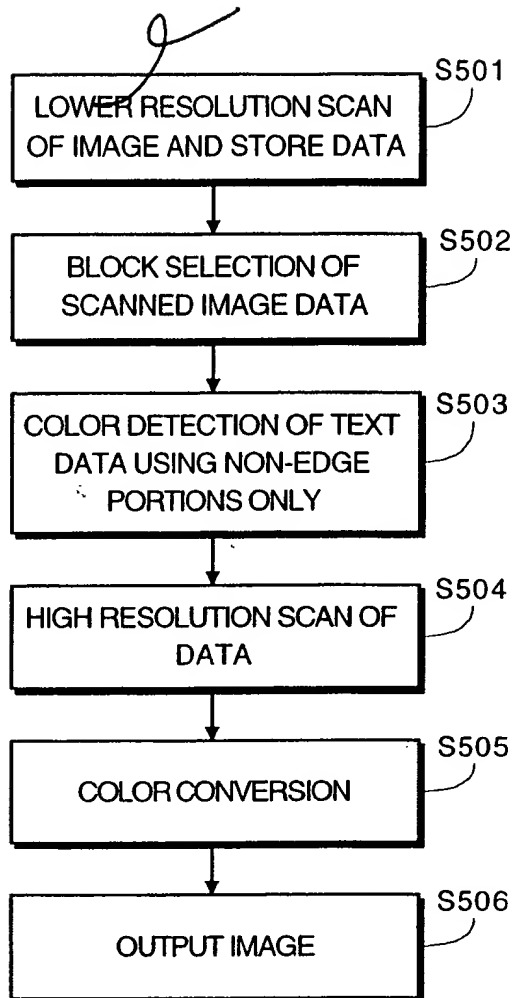 S501
LOWER RESOLUTION SCAN
OF IMAGE AND STORE DATA
S502
BLOCK SELECTION OF
SCANNED IMAGE DATA
S503
COLOR DETECTION OF TEXT
DATA USING NON-EDGE
PORTIONS ONLY
S504
HIGH RESOLUTION SCAN OF
DATA
S505
COLOR CONVERSION
S506
OUTPUT IMAGE